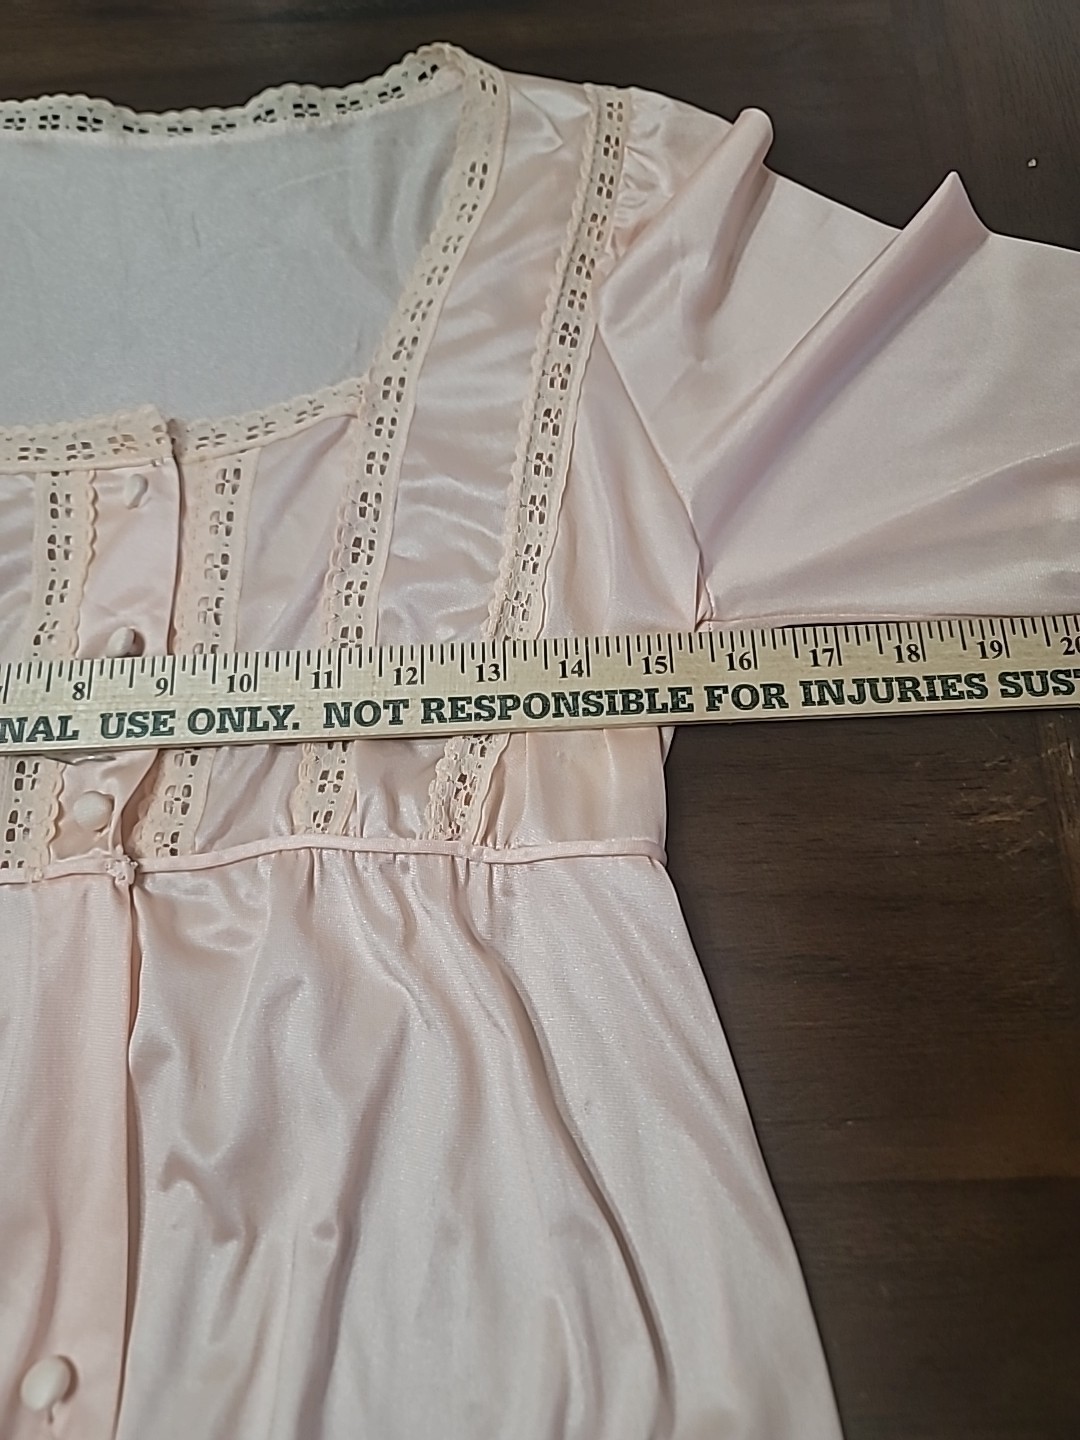 8 9 10 11 12 13 14 15 16 17 18 19
NAL USE ONLY. NOT RESPONSIBLE FOR INJURIES SUST